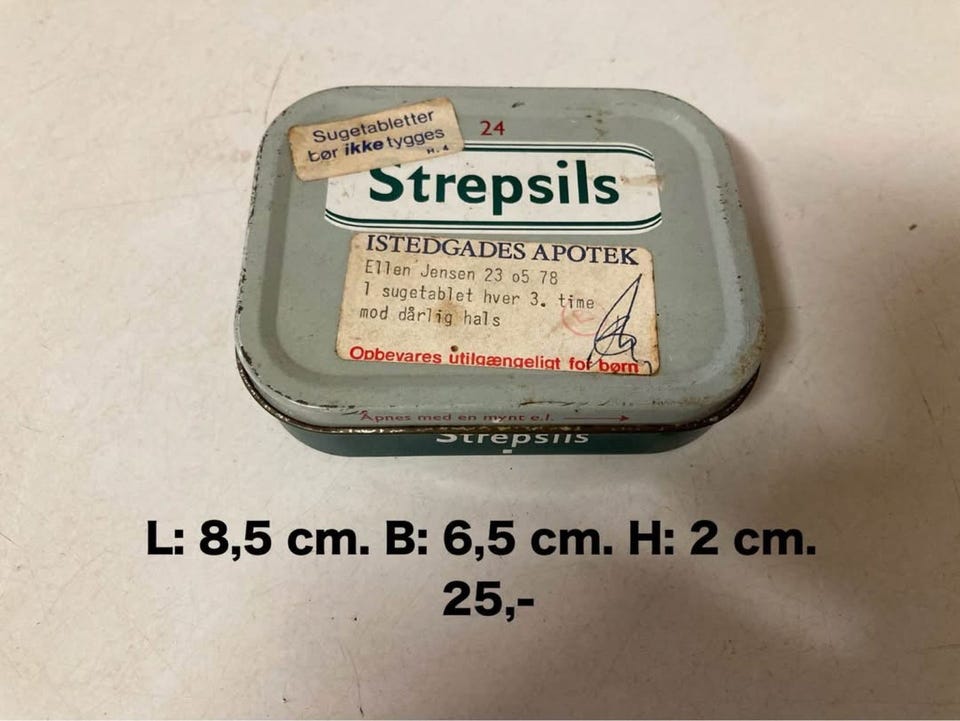 Sugetabletter
bør ikke tygges
H. 4
24
Strepsils
ISTEDGADES APOTEK
Ellen Jensen 23 o5 78
1 sugetablet hver 3. time
mod dårlig hals
Opbevares utilgængeligt for børn
Åpnes med en mynt e.l.
Strepsils
L: 8,5 cm. B: 6,5 cm. H: 2 cm.
25,-